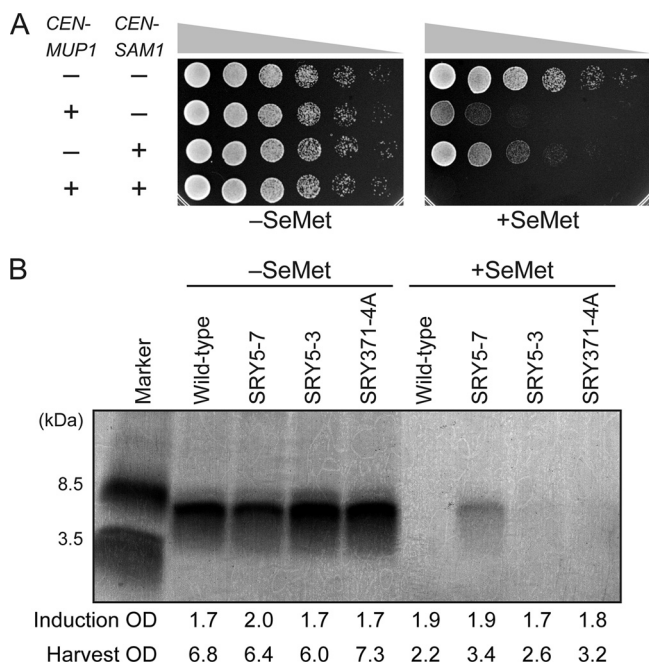 A
CEN-MUP1 CEN-SAM1
– –
+ –
– +
+ +
–SeMet +SeMet
B
–SeMet +SeMet
Marker Wild-type SRY5-7 SRY5-3 SRY371-4A Wild-type SRY5-7 SRY5-3 SRY371-4A
(kDa)
8.5
3.5
Induction OD 1.7 2.0 1.7 1.7 1.9 1.9 1.7 1.8
Harvest OD 6.8 6.4 6.0 7.3 2.2 3.4 2.6 3.2